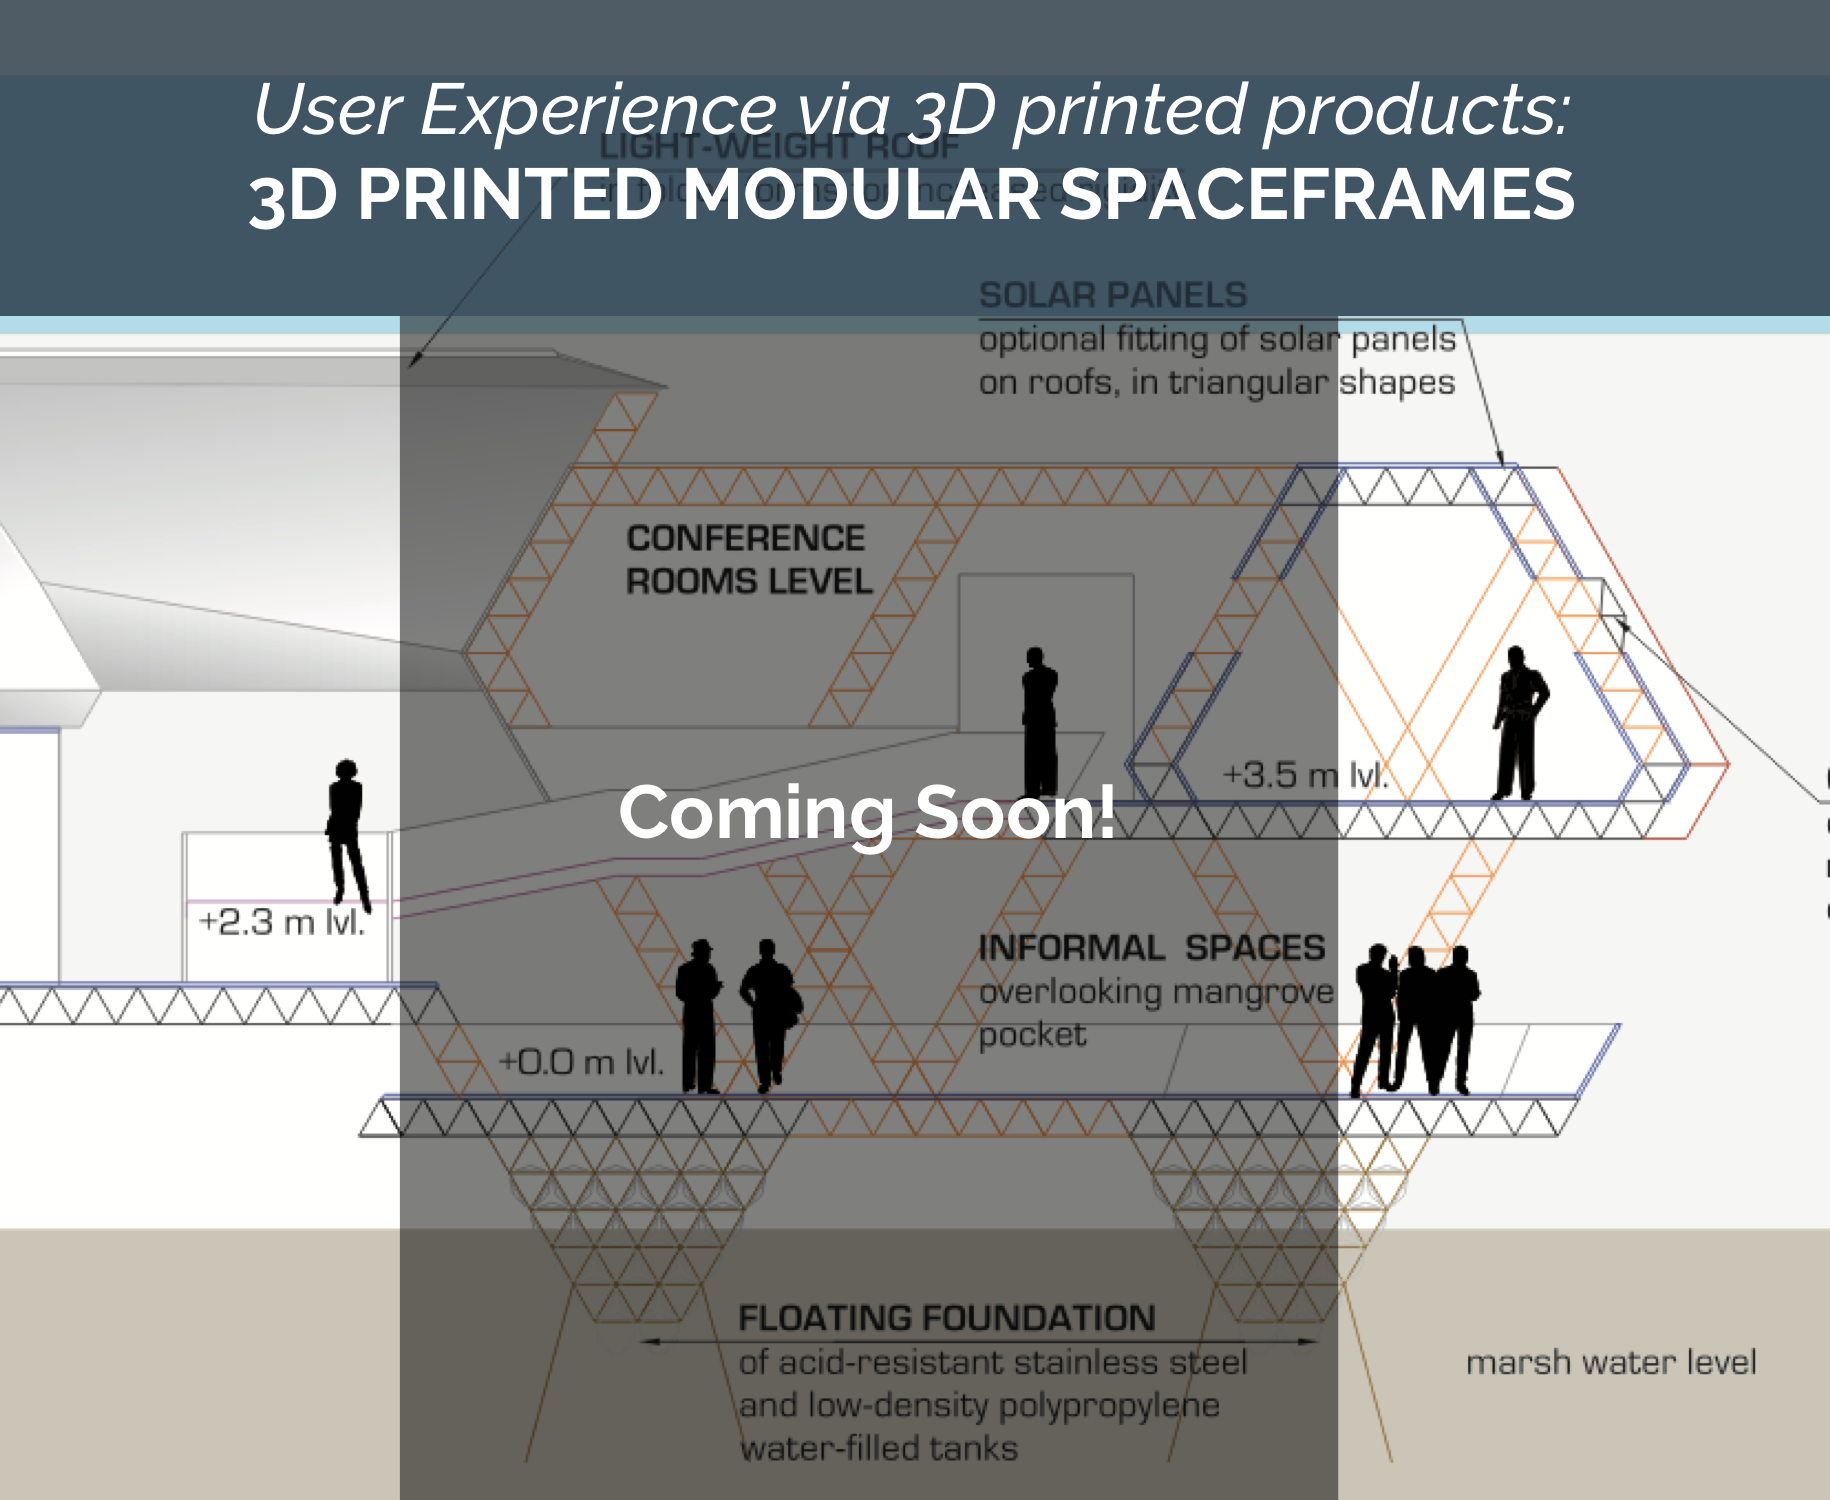 User Experience via 3D printed products:
LIGHT-WEIGHT ROOF
3D PRINTED MODULAR SPACEFRAMES
SOLAR PANELS
optional fitting of solar panels
on roofs, in triangular shapes
CONFERENCE
ROOMS LEVEL
+3.5 m lvl.
Coming Soon!
+2.3 m lvl.
INFORMAL SPACES
overlooking mangrove
pocket
+0.0 m lvl.
FLOATING FOUNDATION
of acid-resistant stainless steel
and low-density polypropylene
water-filled tanks
marsh water level